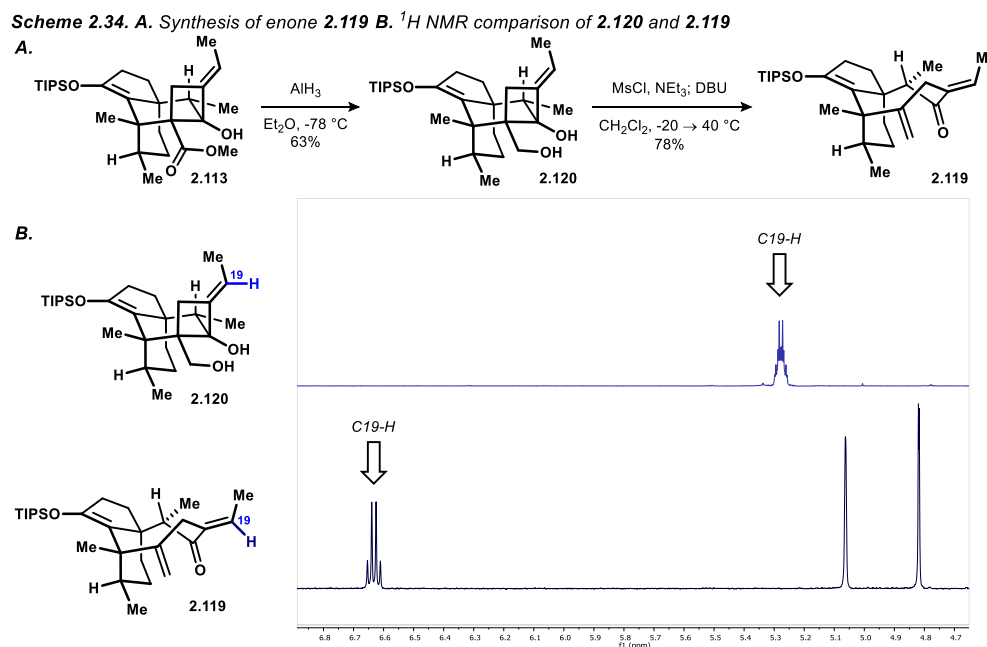 Scheme 2.34. A. Synthesis of enone 2.119 B. ¹H NMR comparison of 2.120 and 2.119
A.
Me
H
TIPSO
Me
Me
OH
OMe
O
H
Me
2.113
AlH₃
Et₂O, -78 °C
63%
Me
H
TIPSO
Me
Me
OH
OH
H
Me
2.120
MsCl, NEt₃; DBU
CH₂Cl₂, -20 → 40 °C
78%
M
H
Me
TIPSO
Me
O
H
Me
2.119
B.
Me
19
H
H
TIPSO
Me
Me
OH
OH
H
Me
2.120
C19-H
C19-H
H
Me
Me
19
TIPSO
H
Me
O
H
Me
2.119
6.8 6.7 6.6 6.5 6.4 6.3 6.2 6.1 6.0 5.9 5.8 5.7 5.6 5.5 5.4 5.3 5.2 5.1 5.0 4.9 4.8 4.7
f1 (ppm)